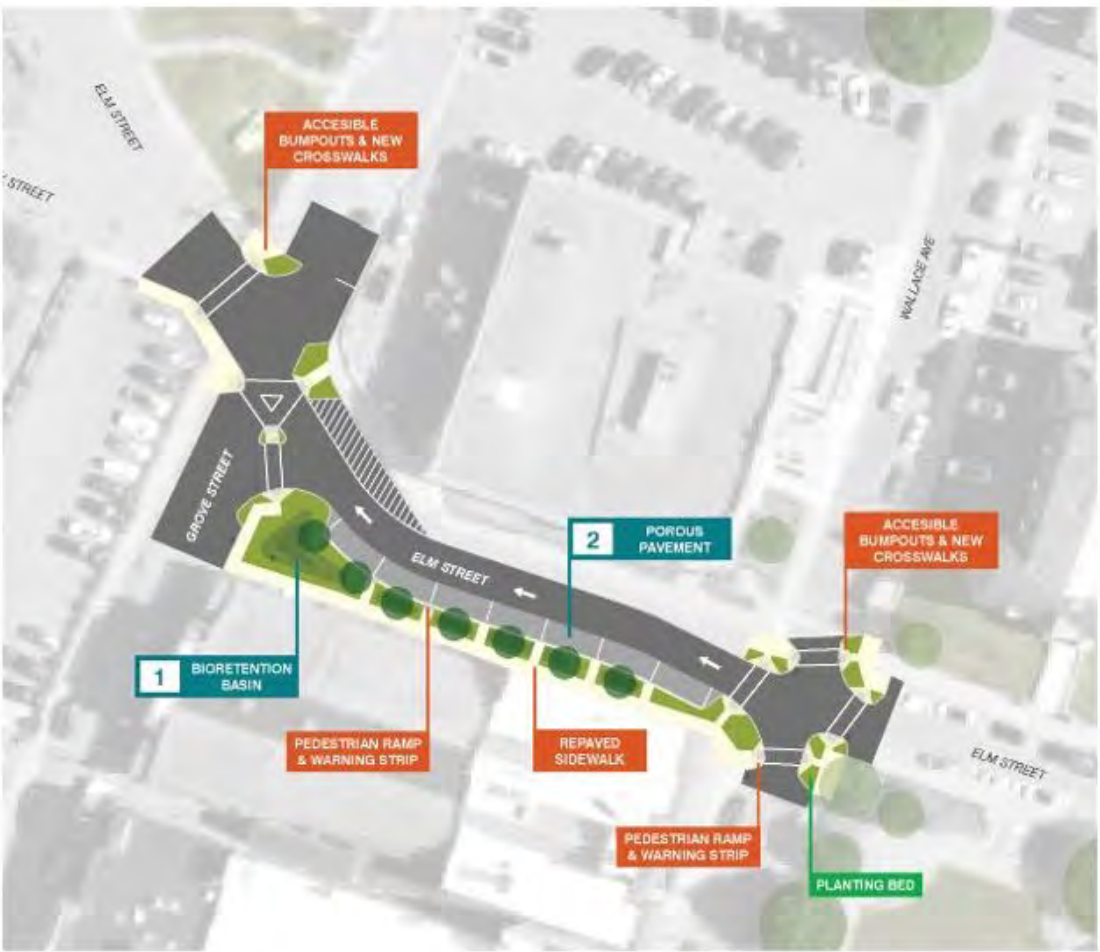 ELM STREET
STREET
ACCESIBLE
BUMPOUTS & NEW
CROSSWALKS
WALLACE AVE
GROVE STREET
ELM STREET
2
POROUS
PAVEMENT
ACCESIBLE
BUMPOUTS & NEW
CROSSWALKS
1
BIORETENTION
BASIN
PEDESTRIAN RAMP
& WARNING STRIP
REPAVED
SIDEWALK
ELM STREET
PEDESTRIAN RAMP
& WARNING STRIP
PLANTING BED